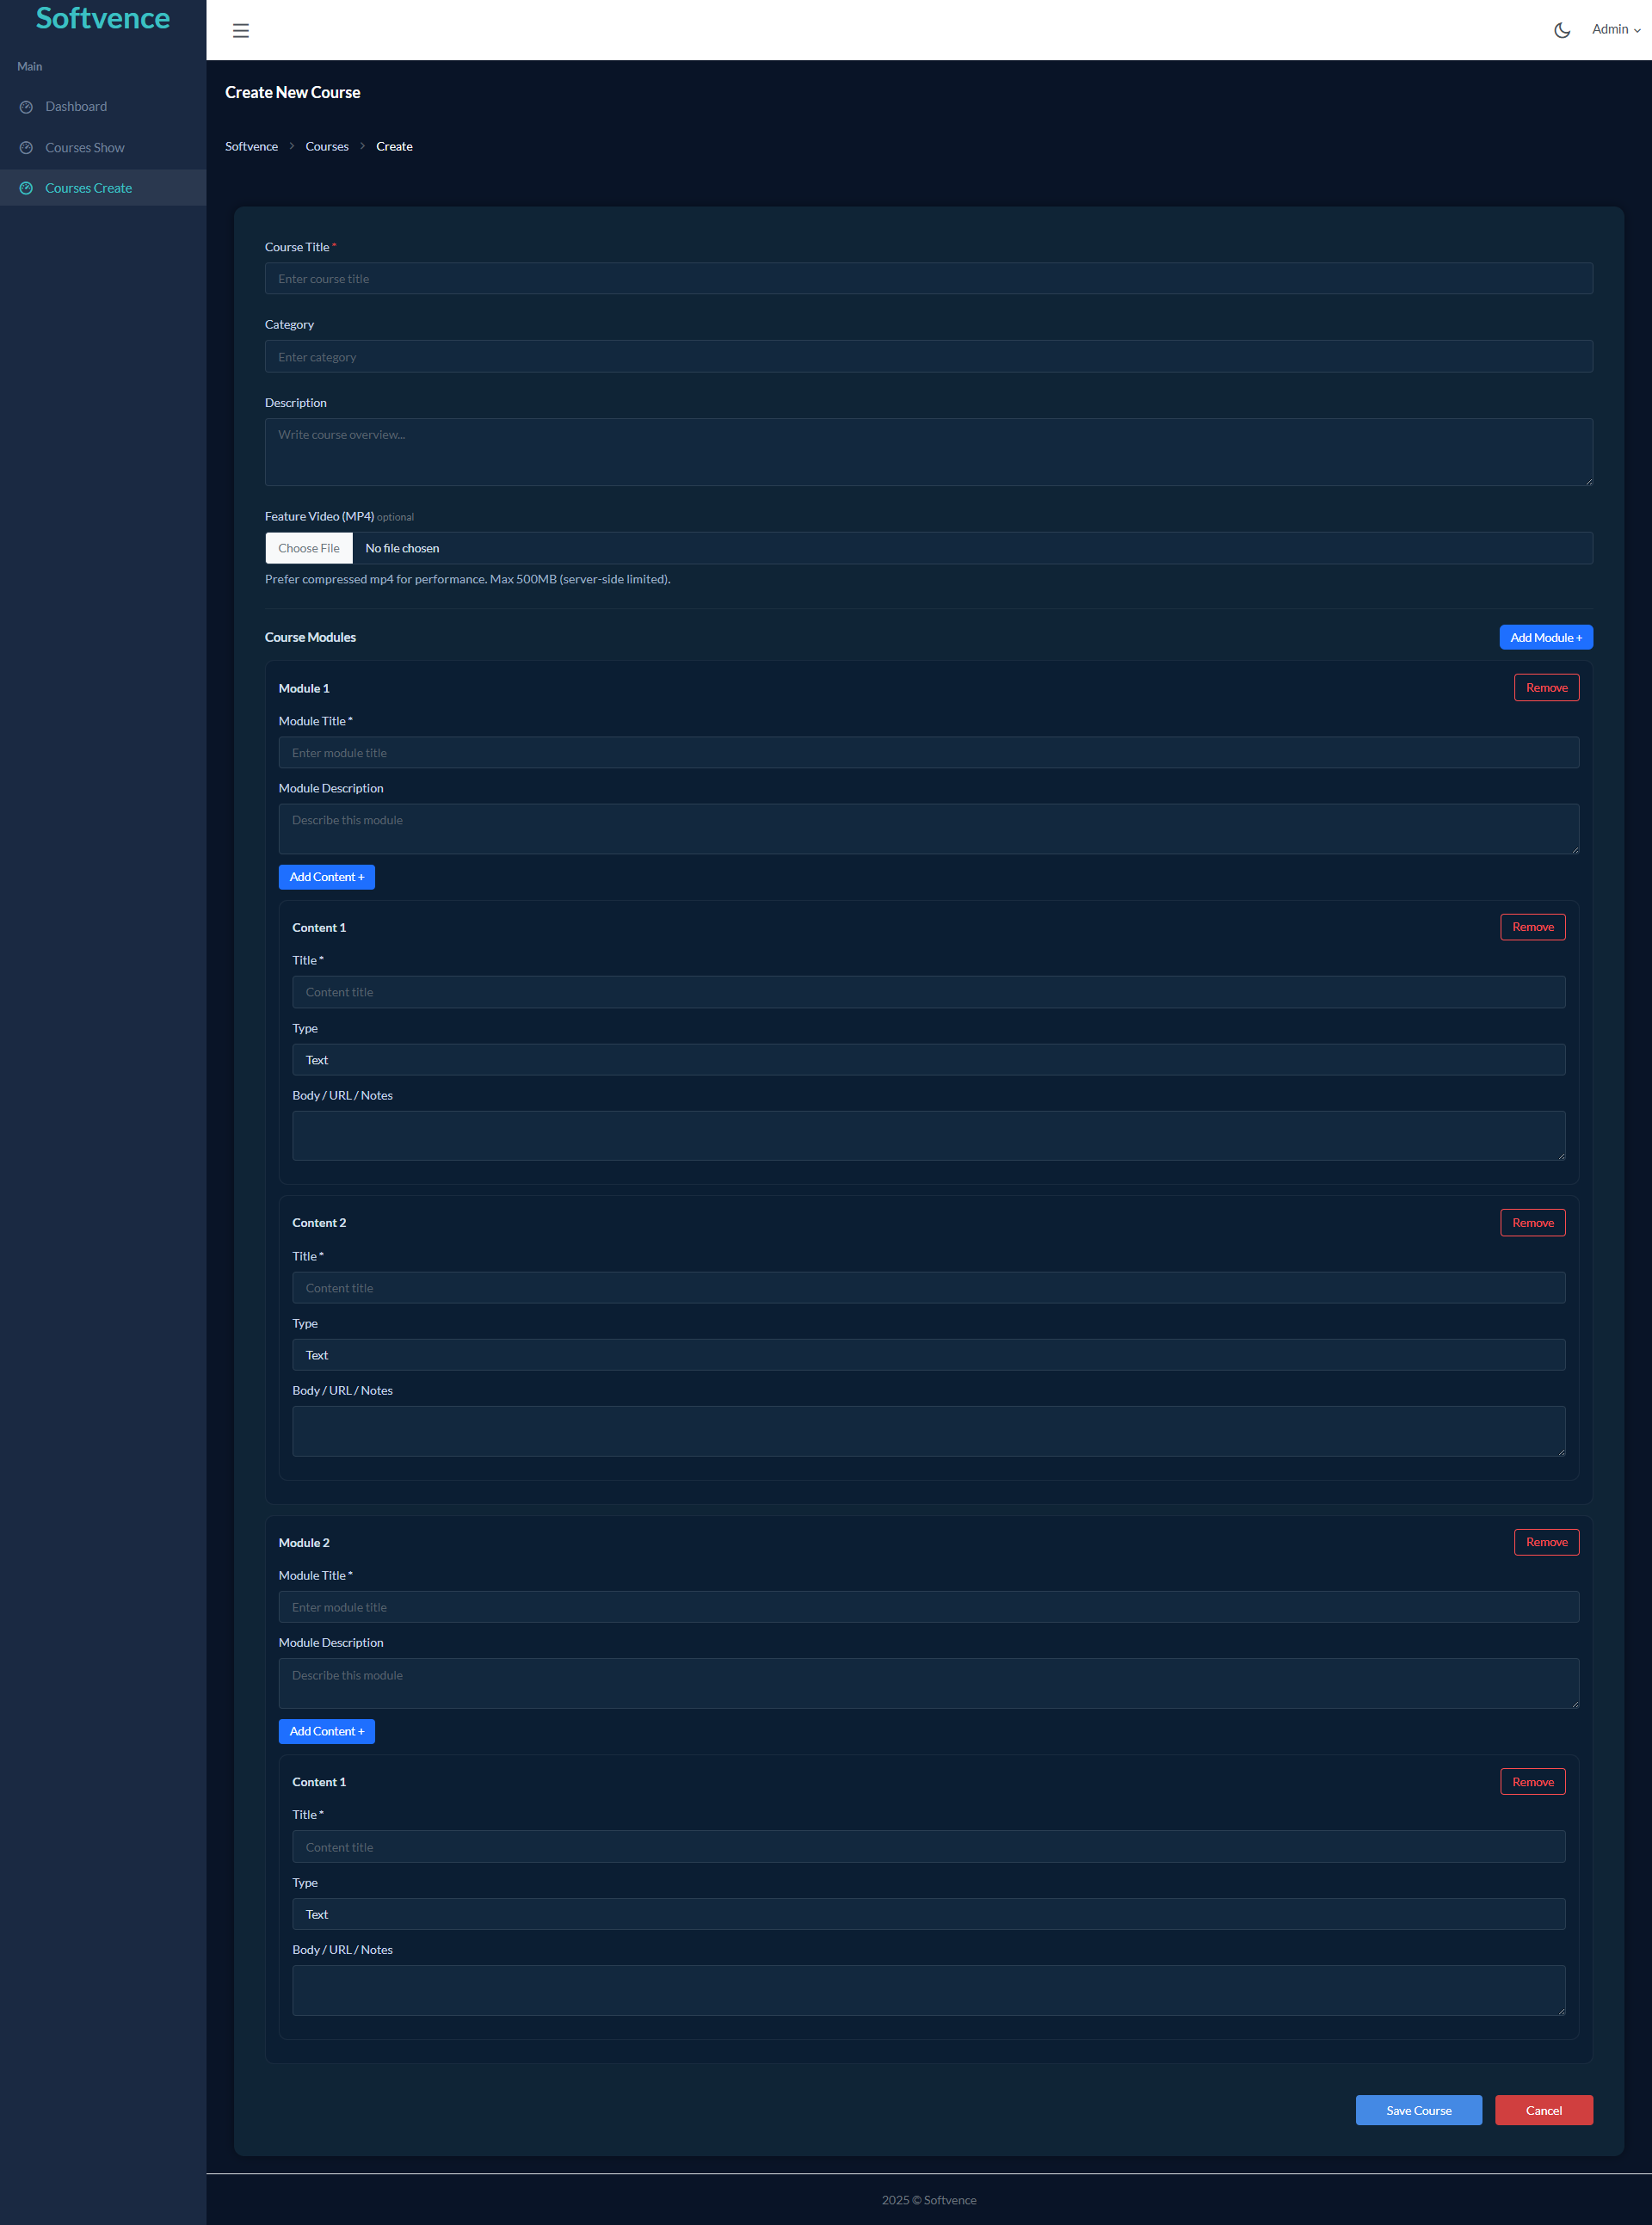 Softvence
Admin
Main
Dashboard
Courses Show
Courses Create
Create New Course
Softvence > Courses > Create
Course Title *
Enter course title
Category
Enter category
Description
Write course overview...
Feature Video (MP4) optional
Choose File No file chosen
Prefer compressed mp4 for performance. Max 500MB (server-side limited).
Course Modules Add Module +
Module 1 Remove
Module Title *
Enter module title
Module Description
Describe this module
Add Content +
Content 1 Remove
Title *
Content title
Type
Text
Body / URL / Notes
Content 2 Remove
Title *
Content title
Type
Text
Body / URL / Notes
Module 2 Remove
Module Title *
Enter module title
Module Description
Describe this module
Add Content +
Content 1 Remove
Title *
Content title
Type
Text
Body / URL / Notes
Save Course Cancel
2025 © Softvence